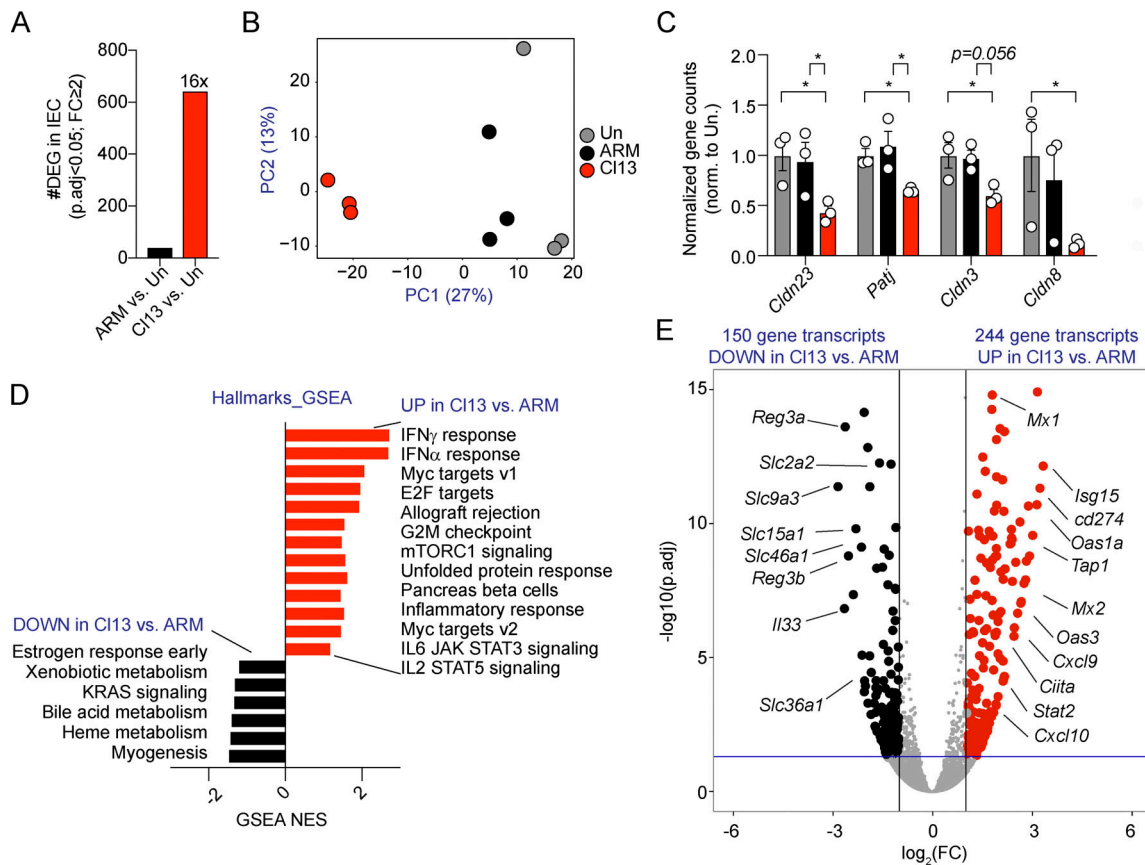 A
#DEG in IEC
(p.adj<0.05; FC≥2)
800
600
400
200
0
16x
ARM vs. Un
Cl13 vs. Un
B
PC2 (13%)
20
10
0
−10
−20
−10
0
10
20
PC1 (27%)
Un
ARM
Cl13
C
Normalized gene counts
(norm. to Un.)
2.0
1.5
1.0
0.5
0.0
*
*
*
*
p=0.056
*
*
Cldn23
Patj
Cldn3
Cldn8
D
Hallmarks_GSEA
UP in Cl13 vs. ARM
IFNγ response
IFNα response
Myc targets v1
E2F targets
Allograft rejection
G2M checkpoint
mTORC1 signaling
Unfolded protein response
Pancreas beta cells
Inflammatory response
Myc targets v2
IL6 JAK STAT3 signaling
IL2 STAT5 signaling
DOWN in Cl13 vs. ARM
Estrogen response early
Xenobiotic metabolism
KRAS signaling
Bile acid metabolism
Heme metabolism
Myogenesis
-2
0
2
GSEA NES
E
150 gene transcripts
DOWN in Cl13 vs. ARM
244 gene transcripts
UP in Cl13 vs. ARM
-log10(p.adj)
15
10
5
0
Reg3a
Slc2a2
Slc9a3
Slc15a1
Slc46a1
Reg3b
Il33
Slc36a1
Mx1
Isg15
cd274
Oas1a
Tap1
Mx2
Oas3
Cxcl9
Ciita
Stat2
Cxcl10
-6
-3
0
3
6
log2(FC)